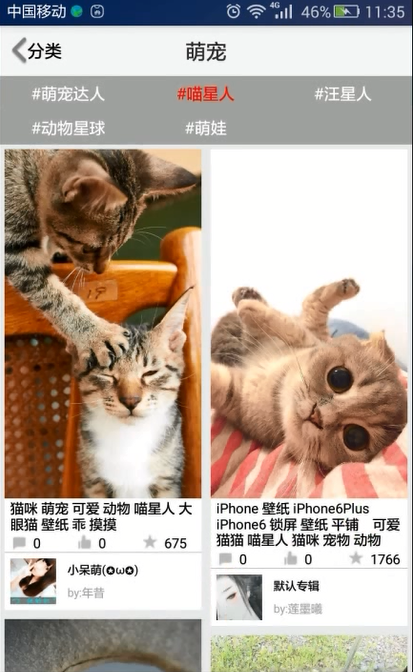 中国移动 4G 46% 11:35
分类 萌宠
#萌宠达人 #喵星人 #汪星人
#动物星球 #萌娃
猫咪 萌宠 可爱 动物 喵星人 大
眼猫 壁纸 乖 摸摸
0 0 675
小呆萌(✪ω✪)
by:年昔
iPhone 壁纸 iPhone6Plus
iPhone6 锁屏 壁纸 平铺 可爱
猫猫 喵星人 猫咪 宠物 动物
0 0 1766
默认专辑
by:莲墨曦